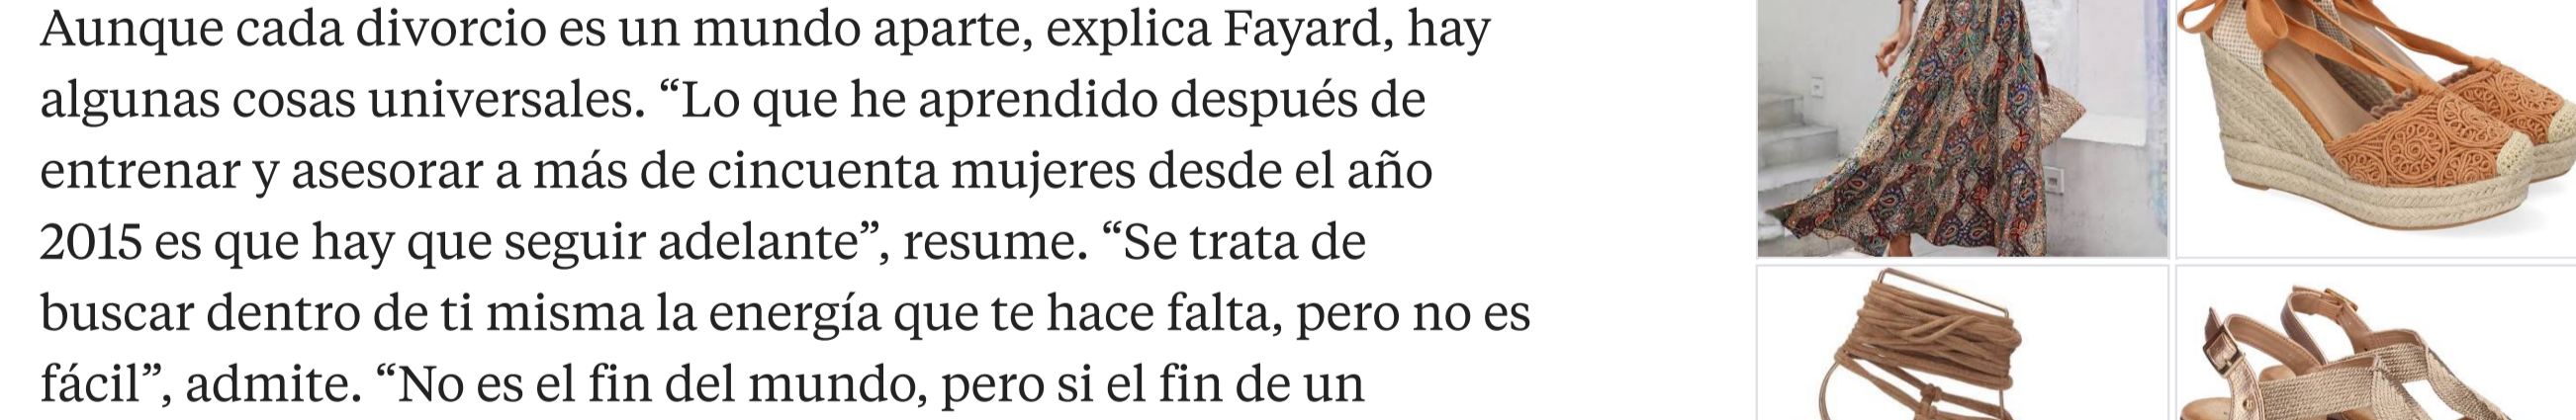 Aunque cada divorcio es un mundo aparte, explica Fayard, hay
algunas cosas universales. “Lo que he aprendido después de
entrenar y asesorar a más de cincuenta mujeres desde el año
2015 es que hay que seguir adelante”, resume. “Se trata de
buscar dentro de ti misma la energía que te hace falta, pero no es
fácil”, admite. “No es el fin del mundo, pero si el fin de un